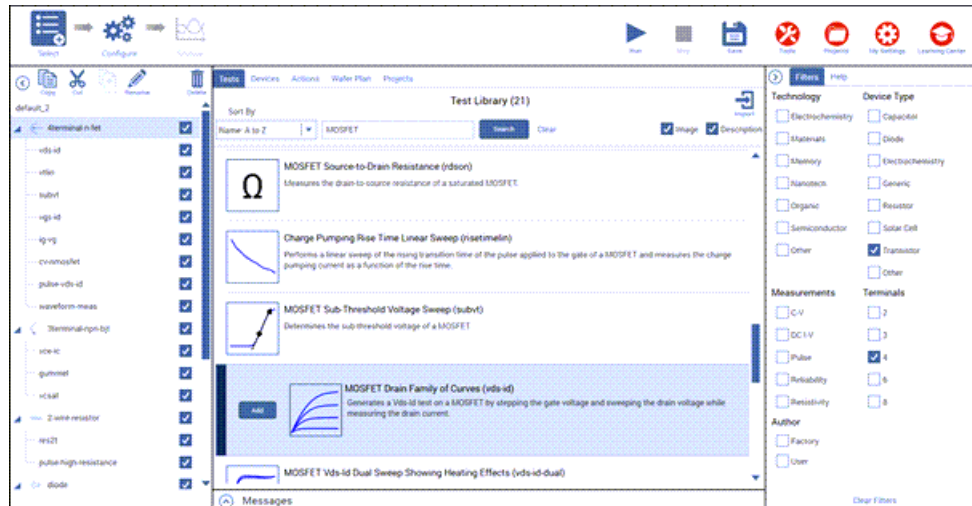 Select
Configure
Run
Save
Tools
Projects
My Settings
Learning Center
Copy
Cut
Rename
Delete
default_2
4terminal-n-fet
vds-id
vtlin
subvt
vgs-id
ig-vg
cv-nmosfet
pulse-vds-id
waveform-meas
3terminal-npn-bjt
vce-ic
gummel
vcsat
2-wire-resistor
res2t
pulse-high-resistance
diode
Tests Devices Actions Wafer Plan Projects
Test Library (21)
Import
Sort By
Name: A to Z
MOSFET
Search
Clear
Image
Description
MOSFET Source-to-Drain Resistance (rdson)
Measures the drain-to-source resistance of a saturated MOSFET.
Ω
Charge Pumping Rise Time Linear Sweep (risetimelin)
Performs a linear sweep of the rising transition time of the pulse applied to the gate of a MOSFET and measures the charge
pumping current as a function of the rise time.
MOSFET Sub-Threshold Voltage Sweep (subvt)
Determines the sub-threshold voltage of a MOSFET
Add
MOSFET Drain Family of Curves (vds-id)
Generates a Vds-Id test on a MOSFET by stepping the gate voltage and sweeping the drain voltage while
measuring the drain current.
MOSFET Vds-Id Dual Sweep Showing Heating Effects (vds-id-dual)
Messages
Filters Help
Technology
Electrochemistry
Materials
Memory
Nanotech
Organic
Semiconductor
Other
Device Type
Capacitor
Diode
Electrochemistry
Generic
Resistor
Solar Cell
Transistor
Other
Measurements
C-V
DC I-V
Pulse
Reliability
Resistivity
Terminals
2
3
4
6
8
Author
Factory
User
Clear Filters